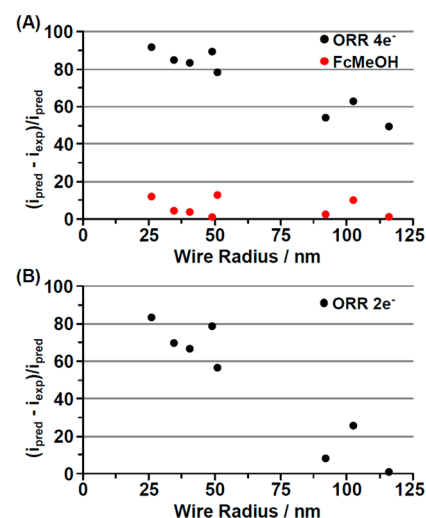 (A)
100
80
60
40
20
0
(i_pred - i_exp)/i_pred
ORR 4e⁻
FcMeOH
0 25 50 75 100 125
Wire Radius / nm
(B)
100
80
60
40
20
0
(i_pred - i_exp)/i_pred
ORR 2e⁻
0 25 50 75 100 125
Wire Radius / nm